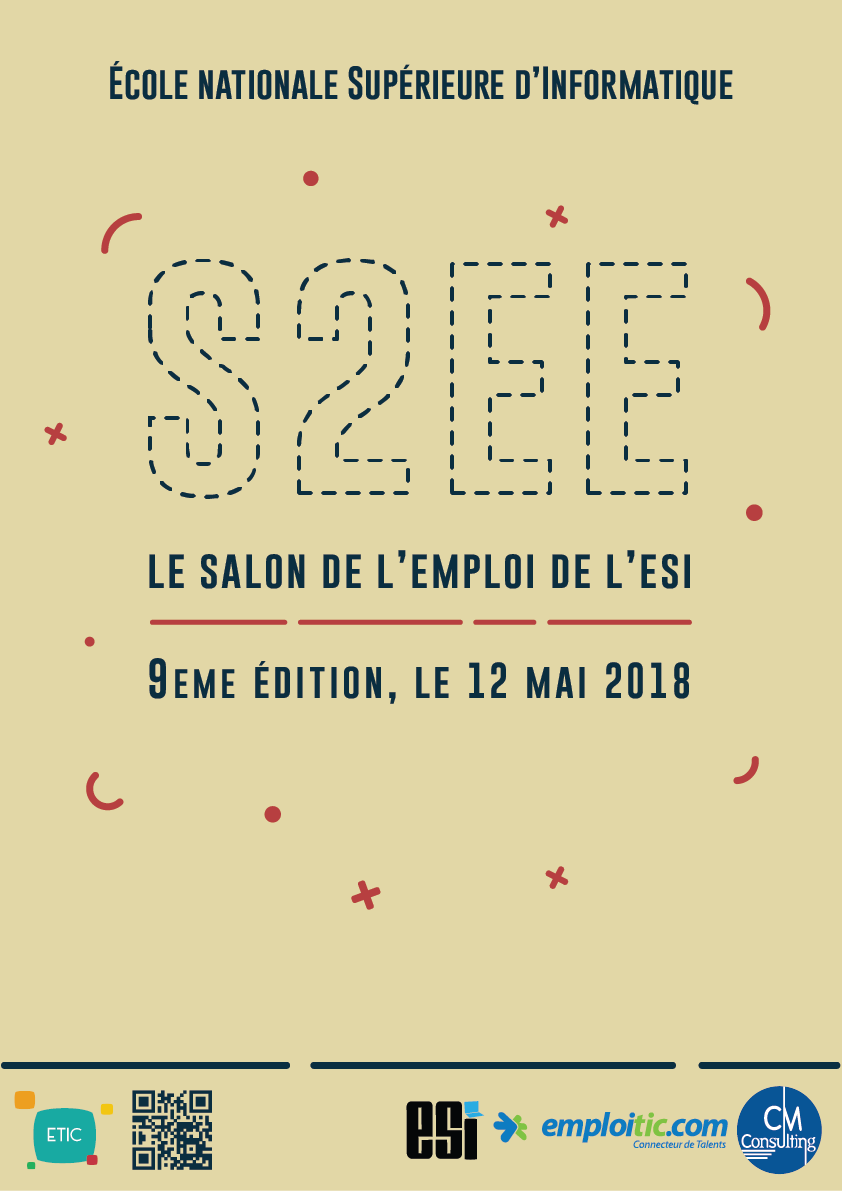 École nationale Supérieure d'Informatique
S2EE
LE SALON DE L'EMPLOI DE L'ESI
9EME ÉDITION, LE 12 MAI 2018
ETIC
esi
emploitic.com
Connecteur de Talents
CM
Consulting